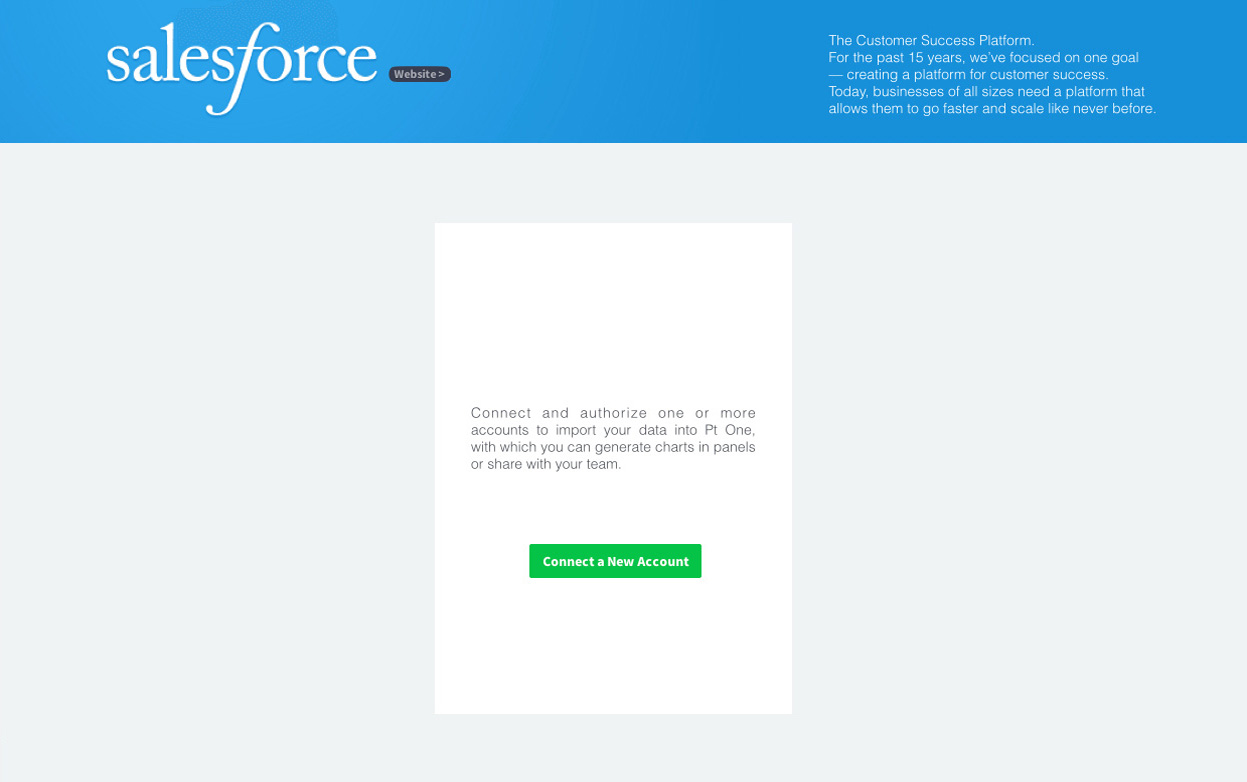 salesforce
Website >
The Customer Success Platform.
For the past 15 years, we've focused on one goal
— creating a platform for customer success.
Today, businesses of all sizes need a platform that
allows them to go faster and scale like never before.
Connect and authorize one or more
accounts to import your data into Pt One,
with which you can generate charts in panels
or share with your team.
Connect a New Account